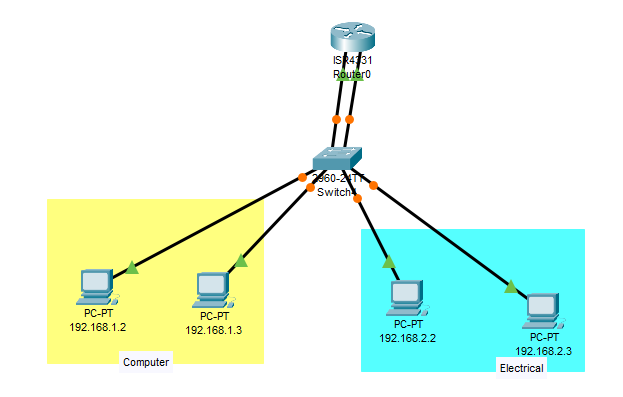 ISR4331
Router0
2960-24TT
Switch4
PC-PT
192.168.1.2
PC-PT
192.168.1.3
PC-PT
192.168.2.2
PC-PT
192.168.2.3
Computer
Electrical